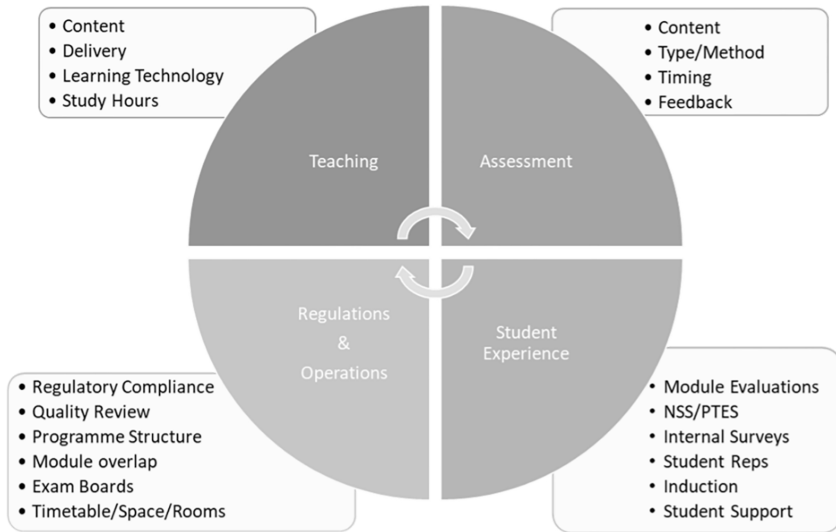 • Content
• Delivery
• Learning Technology
• Study Hours
• Content
• Type/Method
• Timing
• Feedback
Teaching
Assessment
Regulations
&
Operations
Student
Experience
• Regulatory Compliance
• Quality Review
• Programme Structure
• Module overlap
• Exam Boards
• Timetable/Space/Rooms
• Module Evaluations
• NSS/PTES
• Internal Surveys
• Student Reps
• Induction
• Student Support